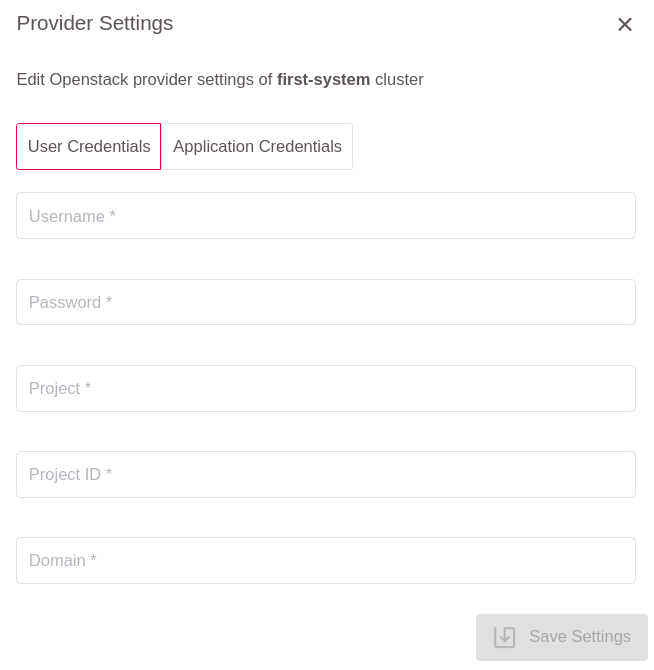 Provider Settings
Edit Openstack provider settings of first-system cluster
User Credentials
Application Credentials
Username *
Password *
Project *
Project ID *
Domain *
Save Settings